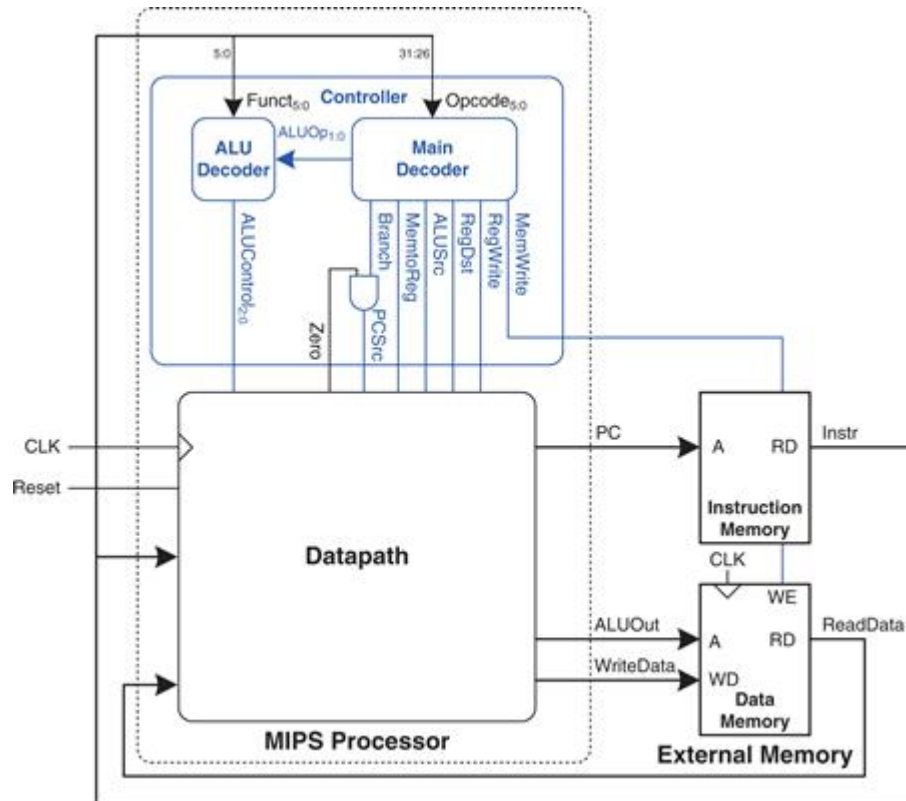 5:0
31:26
Controller
Funct5:0
Opcode5:0
ALUOp1:0
ALU
Decoder
Main
Decoder
ALUControl2:0
Branch
MemtoReg
ALUSrc
RegDst
RegWrite
MemWrite
Zero
PCSrc
CLK
Reset
PC
A
RD
Instr
Instruction
Memory
Datapath
CLK
WE
ALUOut
A
RD
ReadData
WriteData
WD
Data
Memory
MIPS Processor
External Memory